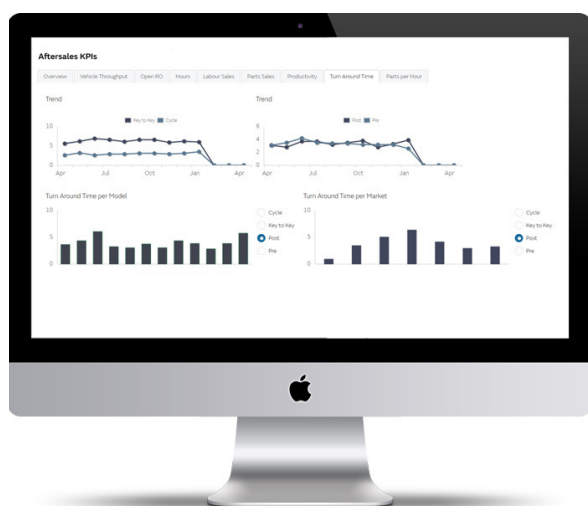 Aftersales KPIs
Overview Vehicle Throughput Open RO Hours Labour Sales Parts Sales Productivity Turn Around Time Parts per Hour
Trend
Key to Key Cycle
10
5
0
Apr Jul Oct Jan Apr
Trend
Post Pre
6
4
2
0
Apr Jul Oct Jan Apr
Turn Around Time per Model
10
5
0
Cycle
Key to Key
Post
Pre
Turn Around Time per Market
10
5
0
Cycle
Key to Key
Post
Pre